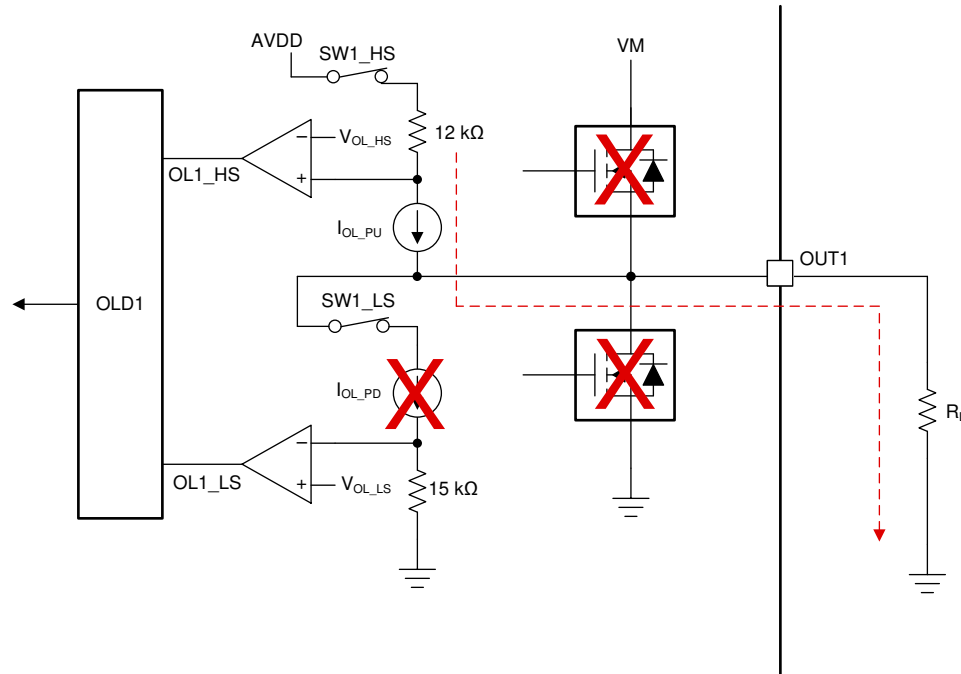 AVDD
SW1_HS
VM
12 kΩ
V_OL_HS
−
+
OL1_HS
I_OL_PU
OUT1
OLD1
SW1_LS
I_OL_PD
−
+
OL1_LS
V_OL_LS
15 kΩ